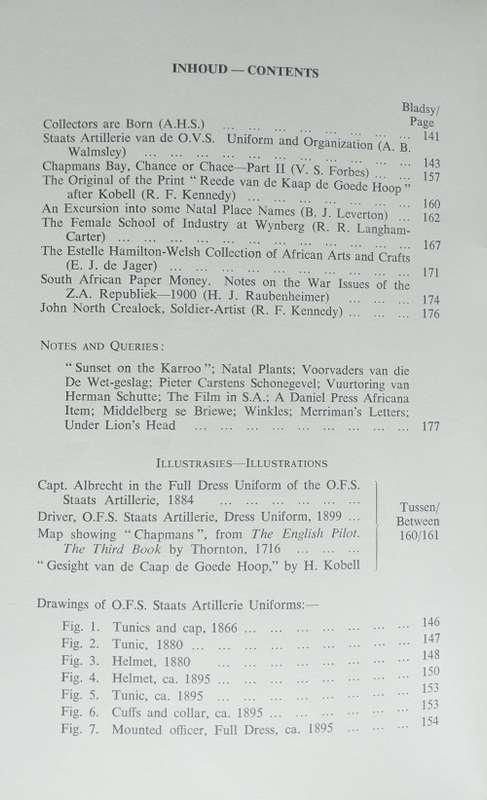 INHOUD — CONTENTS
Bladsy/
Page
Collectors are Born (A.H.S.) ... ... ... ... ... ... ... ... 141
Staats Artillerie van de O.V.S. Uniform and Organization (A. B.
Walmsley) ... ... ... ... ... ... ... ... ... ... ... 143
Chapmans Bay, Chance or Chace—Part II (V. S. Forbes) ... ... 157
The Original of the Print “ Reede van de Kaap de Goede Hoop ”
after Kobell (R. F. Kennedy) ... ... ... ... ... ... ... 160
An Excursion into some Natal Place Names (B. J. Leverton) ... 162
The Female School of Industry at Wynberg (R. R. Langham-
Carter) ... ... ... ... ... ... ... ... ... ... ... ... 167
The Estelle Hamilton-Welsh Collection of African Arts and Crafts
(E. J. de Jager) ... ... ... ... ... ... ... ... ... ... 171
South African Paper Money. Notes on the War Issues of the
Z.A. Republiek—1900 (H. J. Raubenheimer) ... ... ... 174
John North Crealock, Soldier-Artist (R. F. Kennedy) ... ... ... 176
NOTES AND QUERIES:
“ Sunset on the Karroo ”; Natal Plants; Voorvaders van die
De Wet-geslag; Pieter Carstens Schonegevel; Vuurtoring van
Herman Schutte; The Film in S.A.; A Daniel Press Africana
Item; Middelberg se Briewe; Winkles; Merriman's Letters;
Under Lion's Head ... ... ... ... ... ... ... ... ... 177
ILLUSTRASIES—ILLUSTRATIONS
Capt. Albrecht in the Full Dress Uniform of the O.F.S.
Staats Artillerie, 1884 ... ... ... ... ... ...
Driver, O.F.S. Staats Artillerie, Dress Uniform, 1899 ...
Map showing “ Chapmans ”, from The English Pilot.
The Third Book by Thornton, 1716 ... ... ...
“ Gesight van de Caap de Goede Hoop,” by H. Kobell
Tussen/
Between
160/161
Drawings of O.F.S. Staats Artillerie Uniforms:—
Fig. 1. Tunics and cap, 1866 ... ... ... ... ... ... ... 146
Fig. 2. Tunic, 1880 ... ... ... ... ... ... ... ... ... 147
Fig. 3. Helmet, 1880 ... ... ... ... ... ... ... ... 148
Fig. 4. Helmet, ca. 1895 ... ... ... ... ... ... ... ... 150
Fig. 5. Tunic, ca. 1895 ... ... ... ... ... ... ... ... 153
Fig. 6. Cuffs and collar, ca. 1895 ... ... ... ... ... ... 153
Fig. 7. Mounted officer, Full Dress, ca. 1895 ... ... ... 154